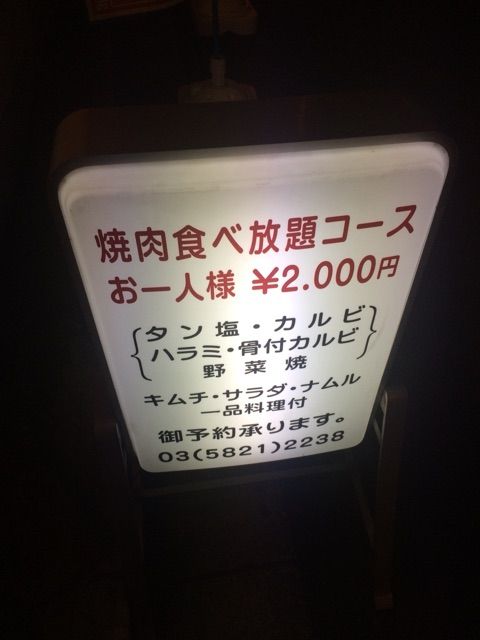 焼肉食べ放題コース
お一人様 ¥2.000円
タン塩・カルビ
ハラミ・骨付カルビ
野菜焼
キムチ・サラダ・ナムル
一品料理付
御予約承ります。
03(5821)2238